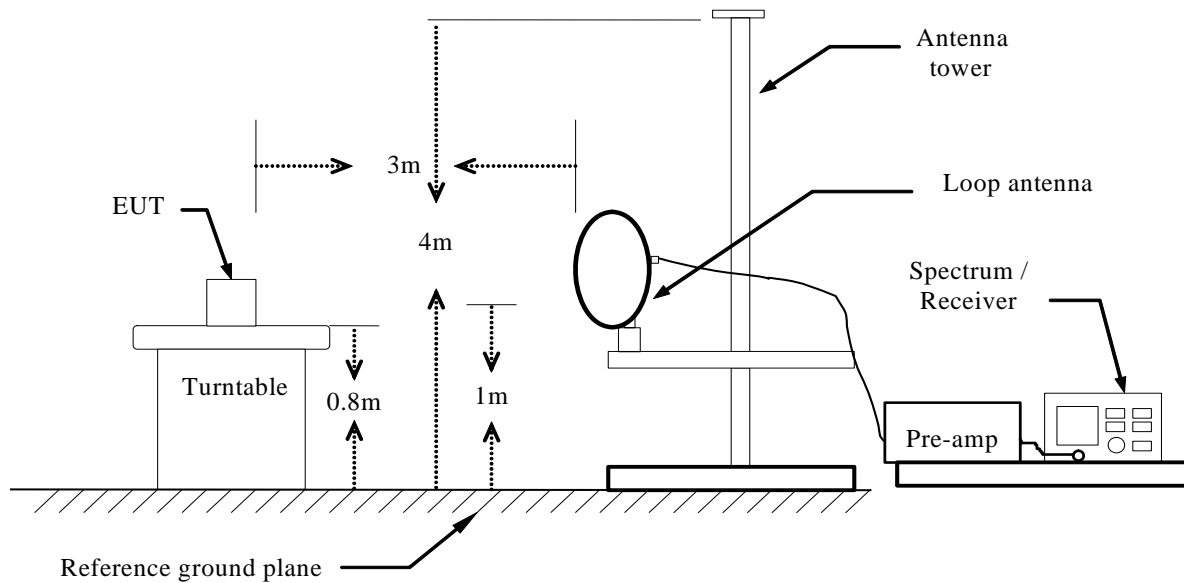 Antenna
tower
3m
Loop antenna
EUT
4m
Spectrum /
Receiver
Turntable
0.8m
1m
Pre-amp
Reference ground plane